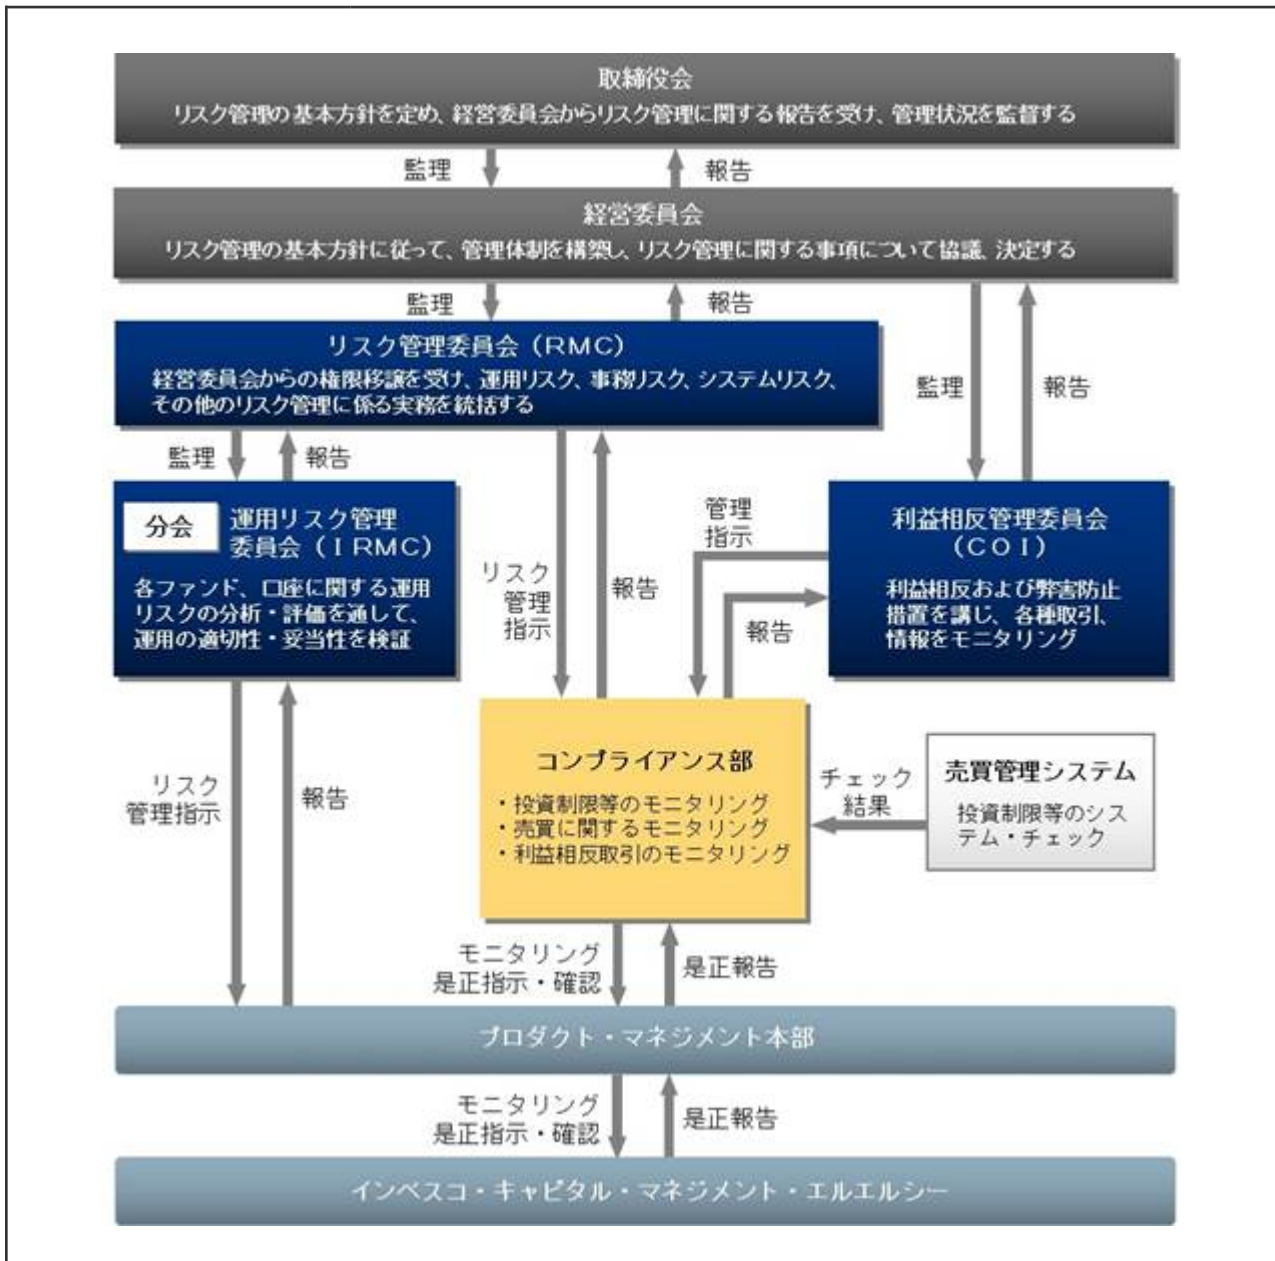 取締役会
リスク管理の基本方針を定め、経営委員会からリスク管理に関する報告を受け、管理状況を監督する
監理
報告
経営委員会
リスク管理の基本方針に従って、管理体制を構築し、リスク管理に関する事項について協議、決定する
監理
報告
リスク管理委員会（RMC）
経営委員会からの権限移譲を受け、運用リスク、事務リスク、システムリスク、
その他のリスク管理に係る実務を統括する
監理
報告
監理
報告
分会
運用リスク管理
委員会（IRMC）
各ファンド、口座に関する運用
リスクの分析・評価を通して、
運用の適切性・妥当性を検証
リスク
管理
指示
報告
管理
指示
報告
利益相反管理委員会
（COI）
利益相反および弊害防止
措置を講じ、各種取引、
情報をモニタリング
リスク
管理指示
報告
コンプライアンス部
・投資制限等のモニタリング
・売買に関するモニタリング
・利益相反取引のモニタリング
チェック
結果
売買管理システム
投資制限等のシス
テム・チェック
モニタリング
是正指示・確認
是正報告
プロダクト・マネジメント本部
モニタリング
是正指示・確認
是正報告
インベスコ・キャピタル・マネジメント・エルエルシー